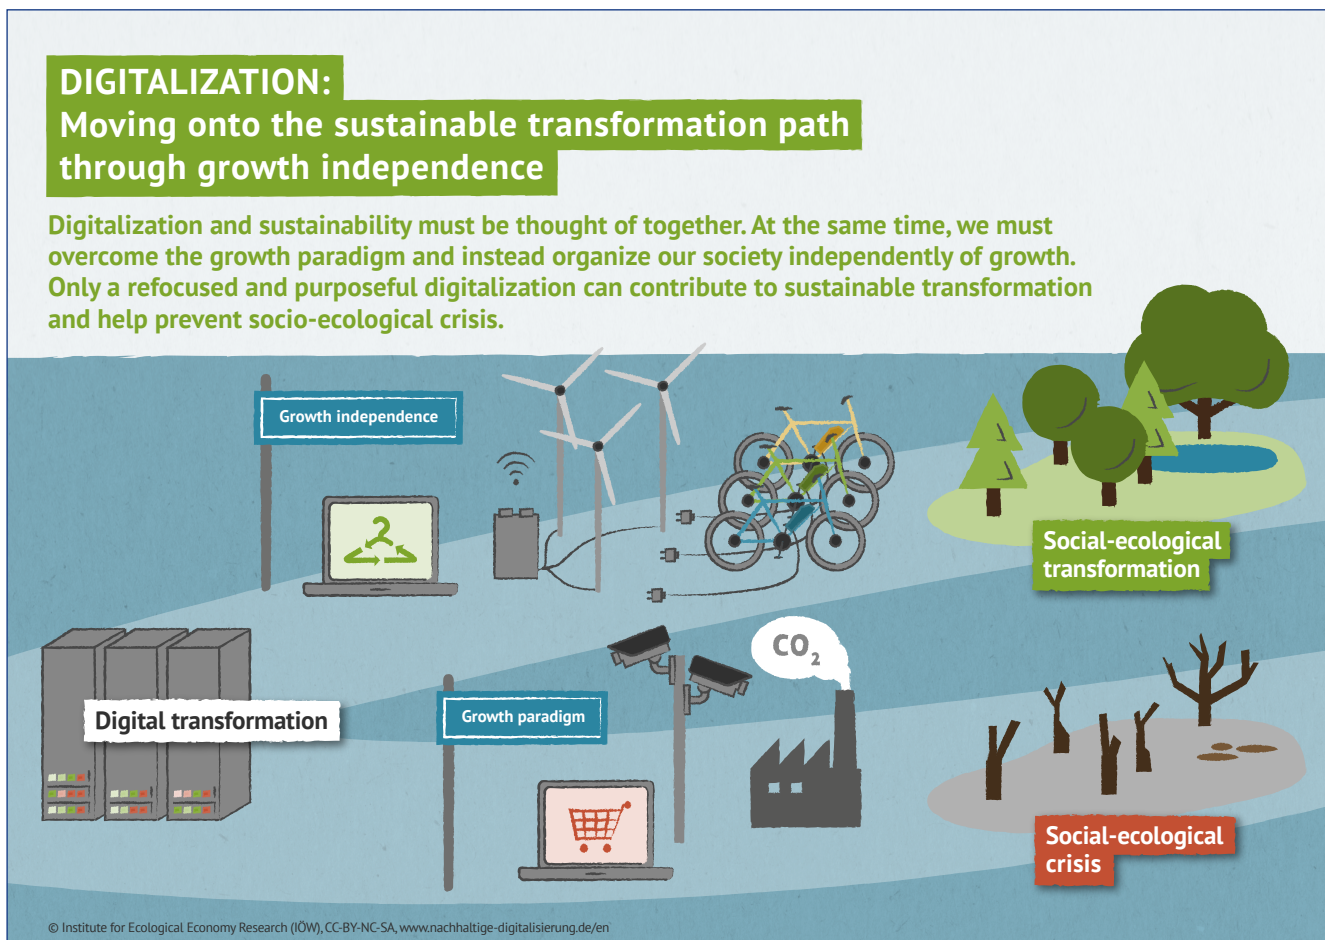 DIGITALIZATION:
Moving onto the sustainable transformation path
through growth independence
Digitalization and sustainability must be thought of together. At the same time, we must
overcome the growth paradigm and instead organize our society independently of growth.
Only a refocused and purposeful digitalization can contribute to sustainable transformation
and help prevent socio-ecological crisis.
Growth independence
Social-ecological
transformation
Digital transformation
Growth paradigm
CO₂
Social-ecological
crisis
© Institute for Ecological Economy Research (IÖW), CC-BY-NC-SA, www.nachhaltige-digitalisierung.de/en